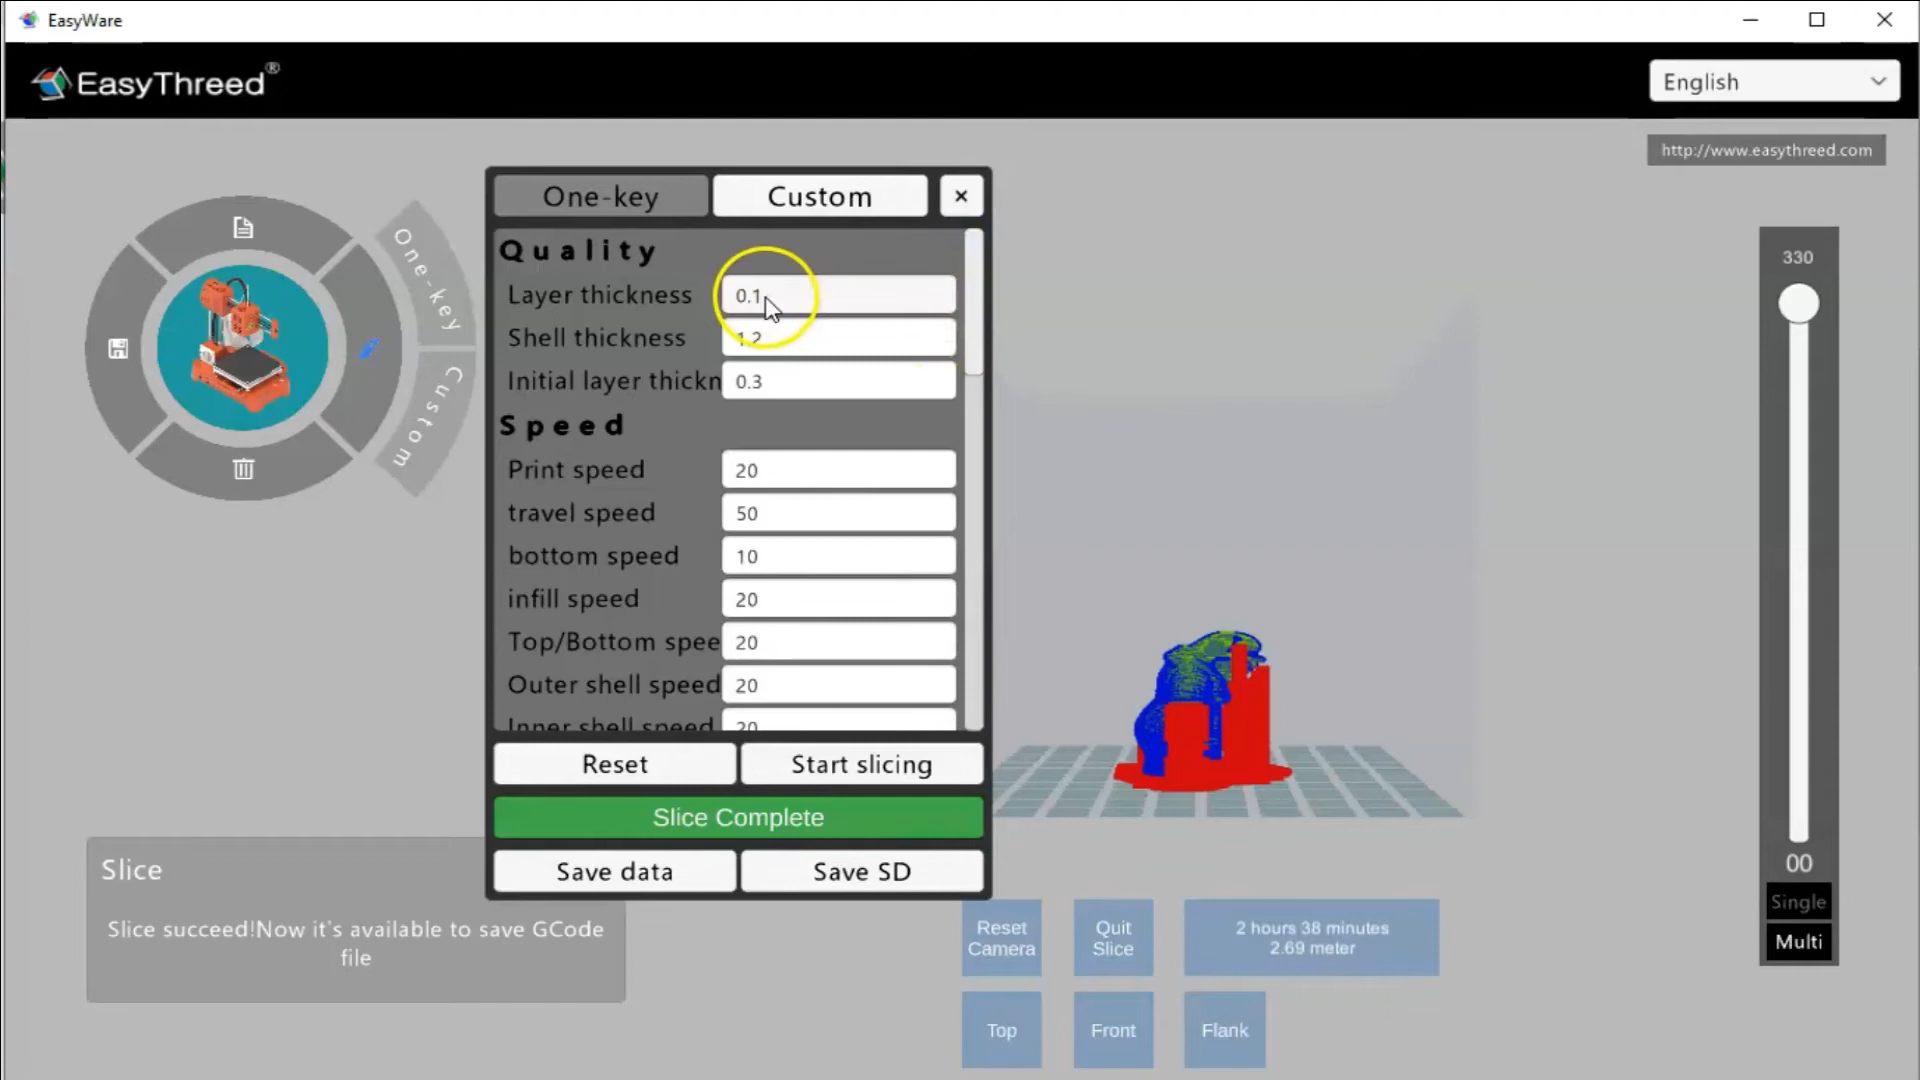 EasyWare
EasyThreed®
English
http://www.easythreed.com
One-key
Custom
One-key
Custom
×
Quality
Layer thickness 0.1
Shell thickness 1.2
Initial layer thickn 0.3
Speed
Print speed 20
travel speed 50
bottom speed 10
infill speed 20
Top/Bottom spee 20
Outer shell speed 20
Inner shell speed 20
Reset
Start slicing
Slice Complete
Save data
Save SD
Slice
Slice succeed!Now it's available to save GCode
file
Reset
Camera
Quit
Slice
2 hours 38 minutes
2.69 meter
Top
Front
Flank
330
00
Single
Multi